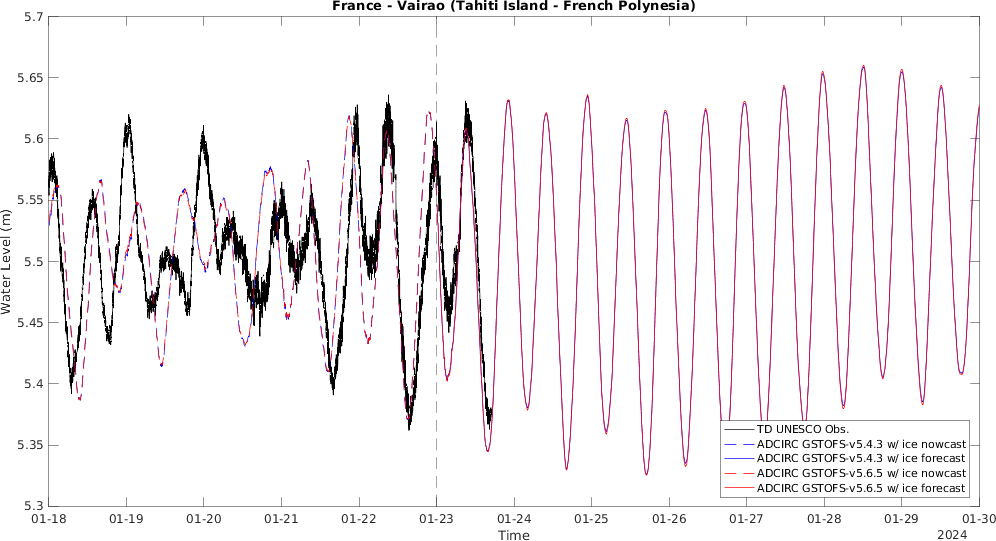 France - Vairao (Tahiti Island - French Polynesia)
5.7
5.65
5.6
5.55
5.5
5.45
5.4
5.35
5.3
Water Level (m)
TD UNESCO Obs.
ADCIRC GSTOFS-v5.4.3 w/ ice nowcast
ADCIRC GSTOFS-v5.4.3 w/ ice forecast
ADCIRC GSTOFS-v5.6.5 w/ ice nowcast
ADCIRC GSTOFS-v5.6.5 w/ ice forecast
01-18 01-19 01-20 01-21 01-22 01-23 01-24 01-25 01-26 01-27 01-28 01-29 01-30
Time
2024